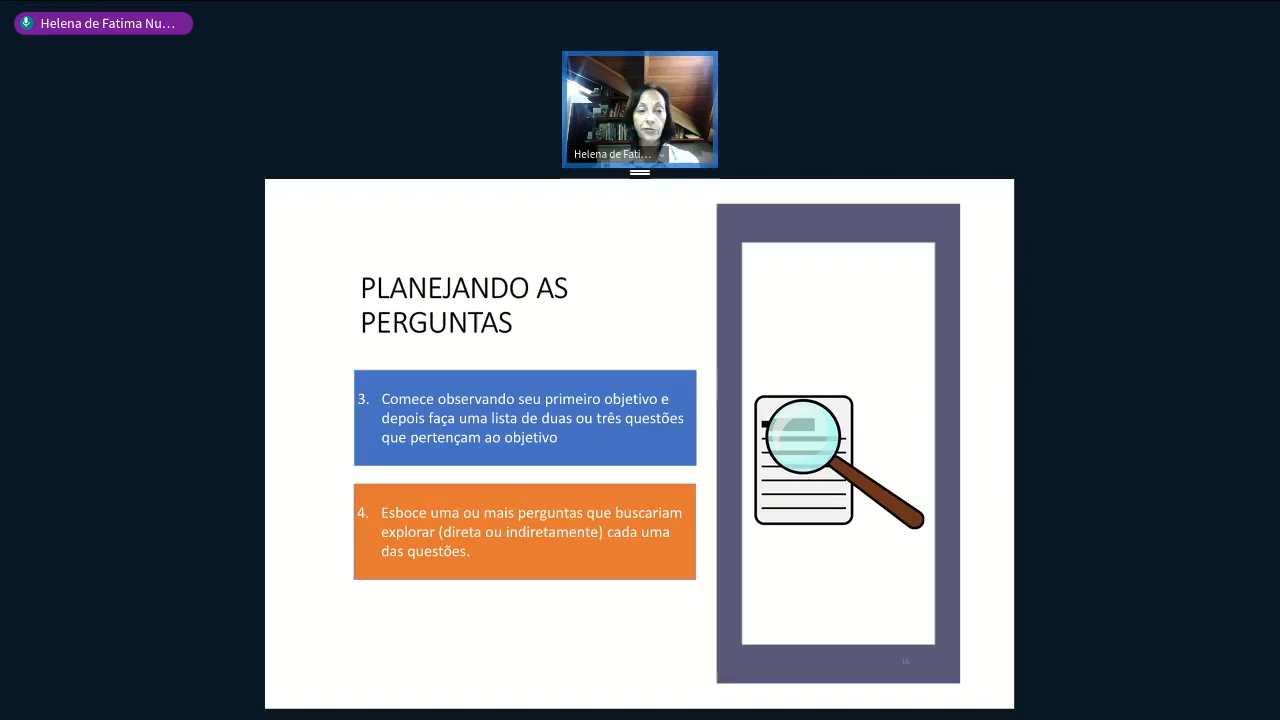 Helena de Fatima Nu...
Helena de Fati...
PLANEJANDO AS
PERGUNTAS
3. Comece observando seu primeiro objetivo e
depois faça uma lista de duas ou três questões
que pertençam ao objetivo
4. Esboce uma ou mais perguntas que buscariam
explorar (direta ou indiretamente) cada uma
das questões.
16